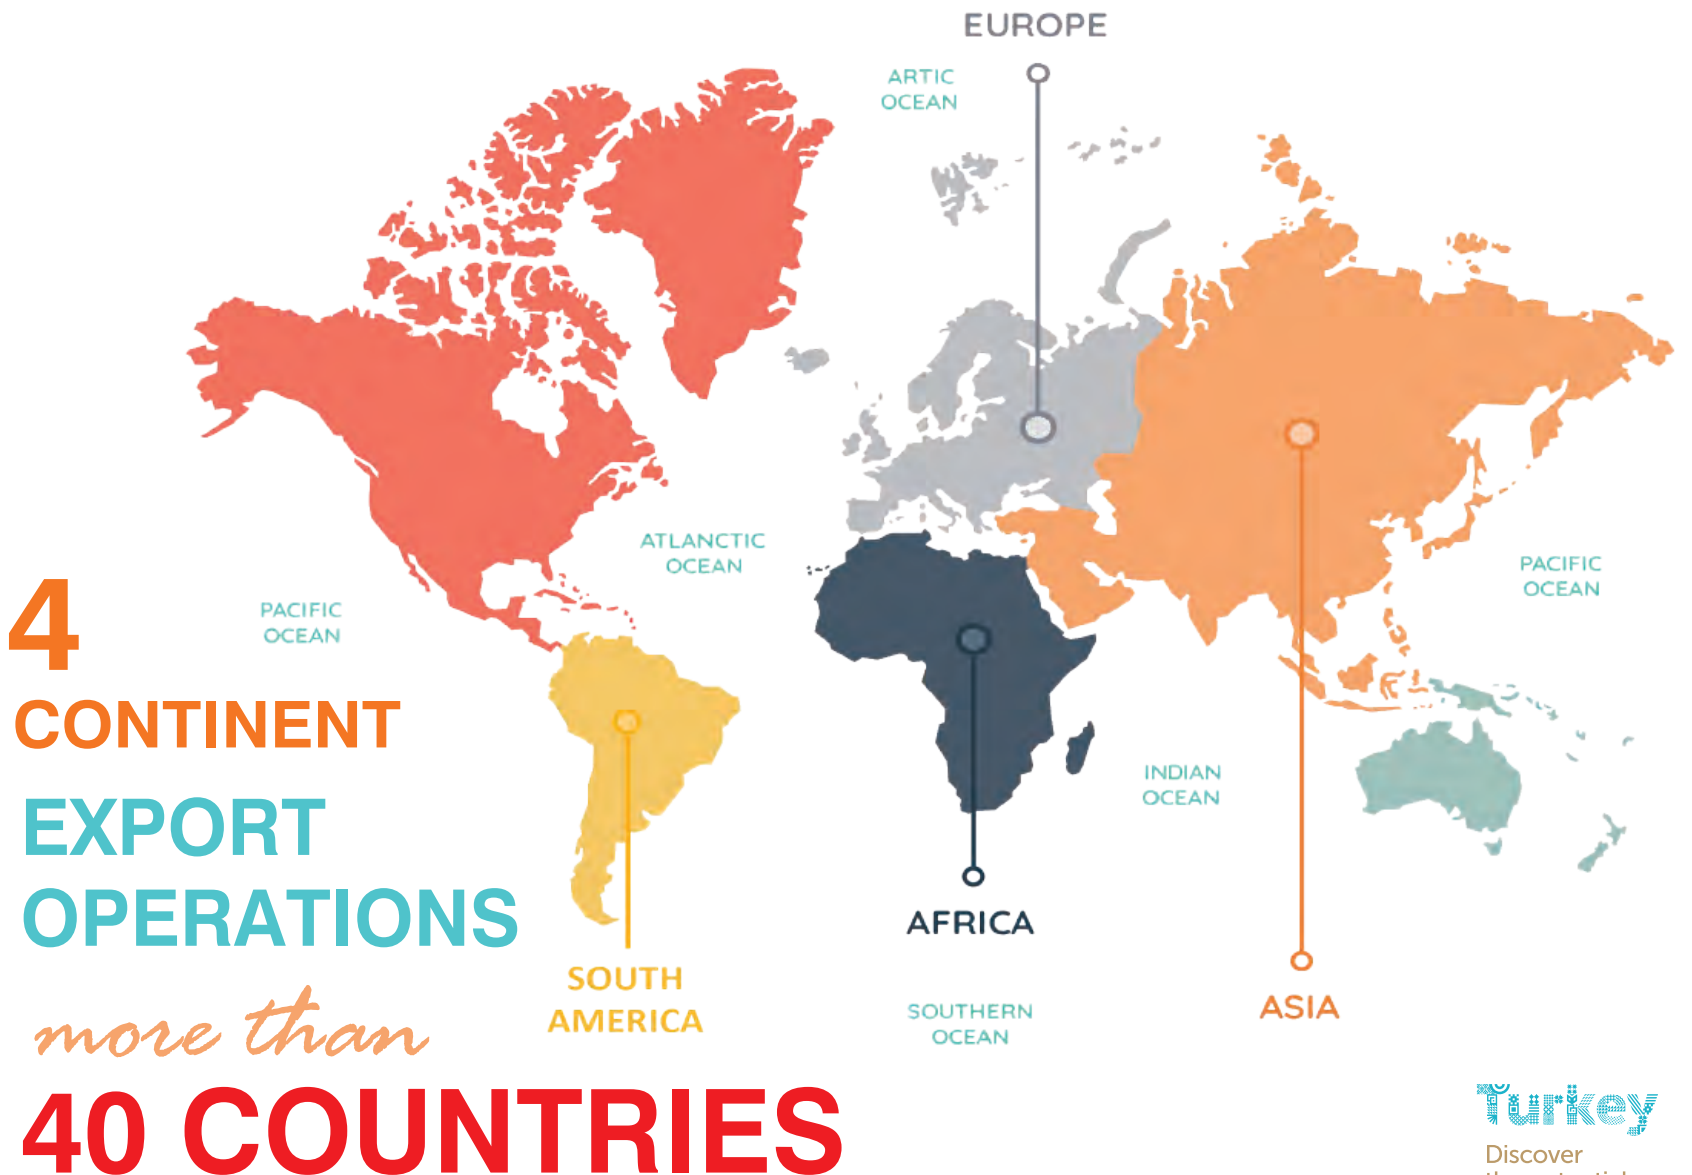 EUROPE
ARTIC
OCEAN
ATLANCTIC
OCEAN
PACIFIC
OCEAN
PACIFIC
OCEAN
INDIAN
OCEAN
4
CONTINENT
EXPORT
OPERATIONS
more than
40 COUNTRIES
SOUTH
AMERICA
AFRICA
SOUTHERN
OCEAN
ASIA
Turkey
Discover